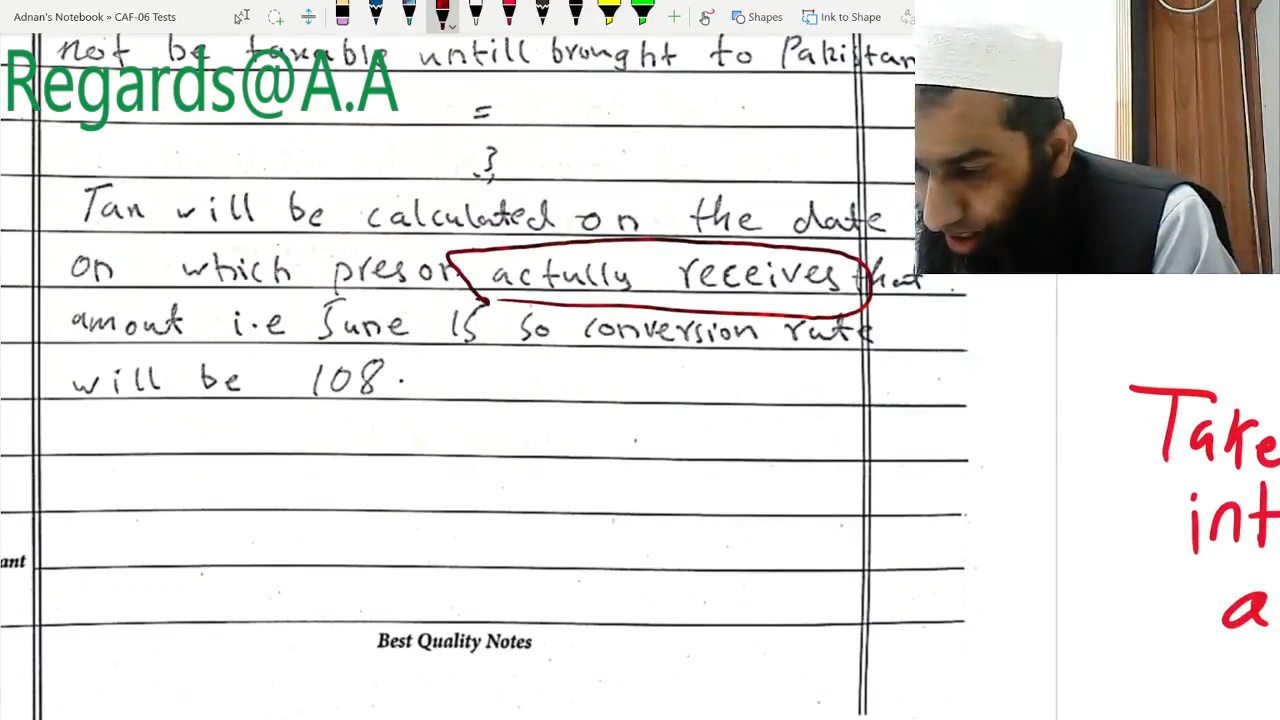 Adnan's Notebook » CAF-06 Tests
Shapes
Ink to Shape
not be taxable untill brought to Pakistan
Regards@A.A
=
3
Tax will be calculated on the date
on which preson actfully receives that
amount i.e June 15 so conversion rate
will be 108.
Take
int
a
ant
Best Quality Notes